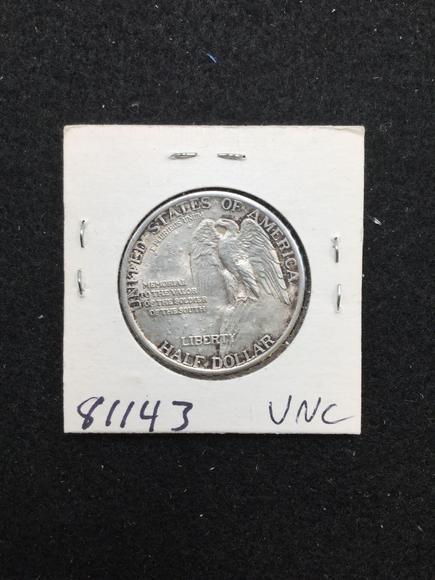 UNITED STATES OF AMERICA
E PLURIBUS UNUM
MEMORIAL
TO THE VALOR
OF THE SOLDIER
OF THE SOUTH
LIBERTY
HALF DOLLAR
81143 UNC